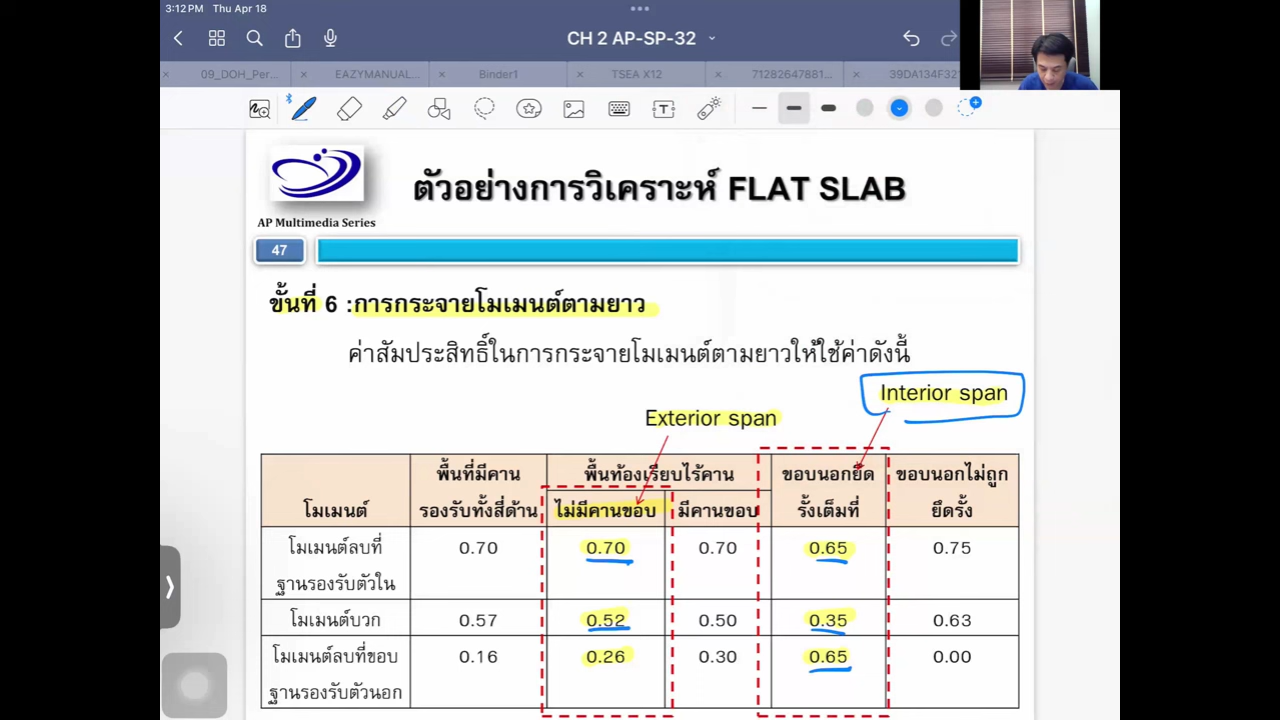 3:12 PM Thu Apr 18
CH 2 AP-SP-32
09_DOH_Per... EAZYMANUAL... Binder1 TSEA X12 71282647881... 39DA134F321
ตัวอย่างการวิเคราะห์ FLAT SLAB
AP Multimedia Series
47
ขั้นที่ 6 :การกระจายโมเมนต์ตามยาว
ค่าสัมประสิทธิ์ในการกระจายโมเมนต์ตามยาวให้ใช้ค่าดังนี้
Interior span
Exterior span
โมเมนต์ พื้นที่มีคาน พื้นท้องเรียบไร้คาน ขอบนอกยึด ขอบนอกไม่ถูก
รองรับทั้งสี่ด้าน ไม่มีคานขอบ มีคานขอบ รั้งเต็มที่ ยึดรั้ง
โมเมนต์ลบที่ 0.70 0.70 0.70 0.65 0.75
ฐานรองรับตัวใน
โมเมนต์บวก 0.57 0.52 0.50 0.35 0.63
โมเมนต์ลบที่ขอบ 0.16 0.26 0.30 0.65 0.00
ฐานรองรับตัวนอก